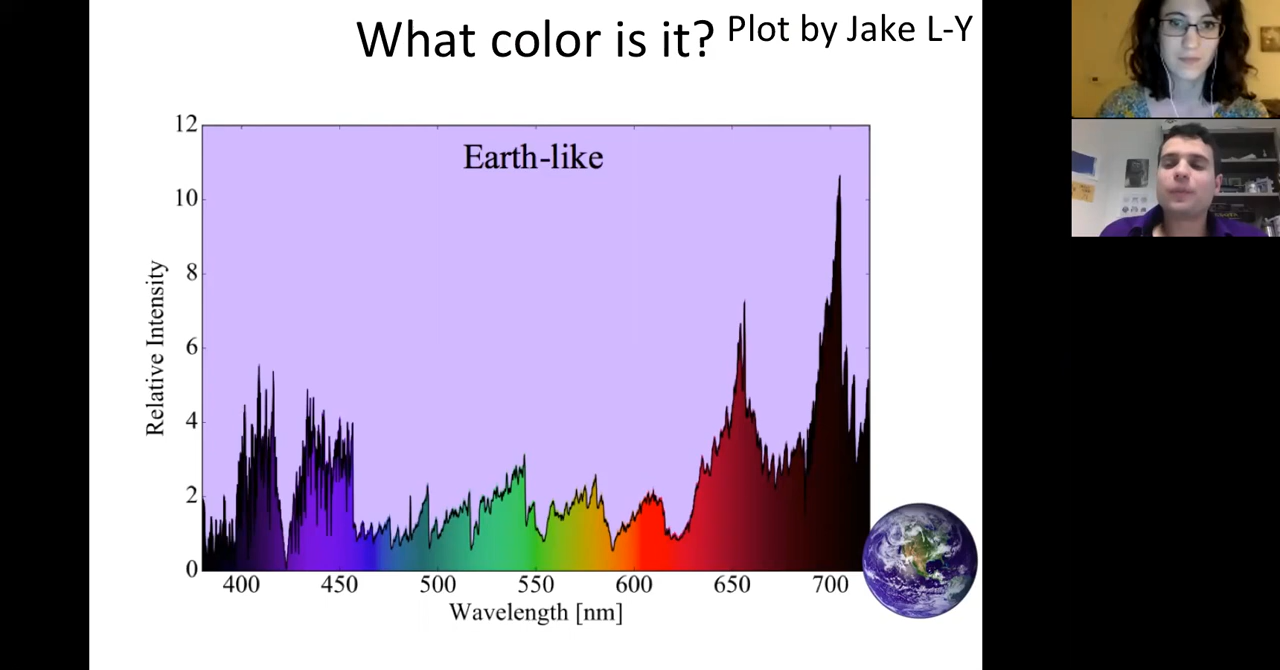 What color is it?
Plot by Jake L-Y
Earth-like
12
10
8
6
4
2
0
Relative Intensity
400 450 500 550 600 650 700
Wavelength [nm]